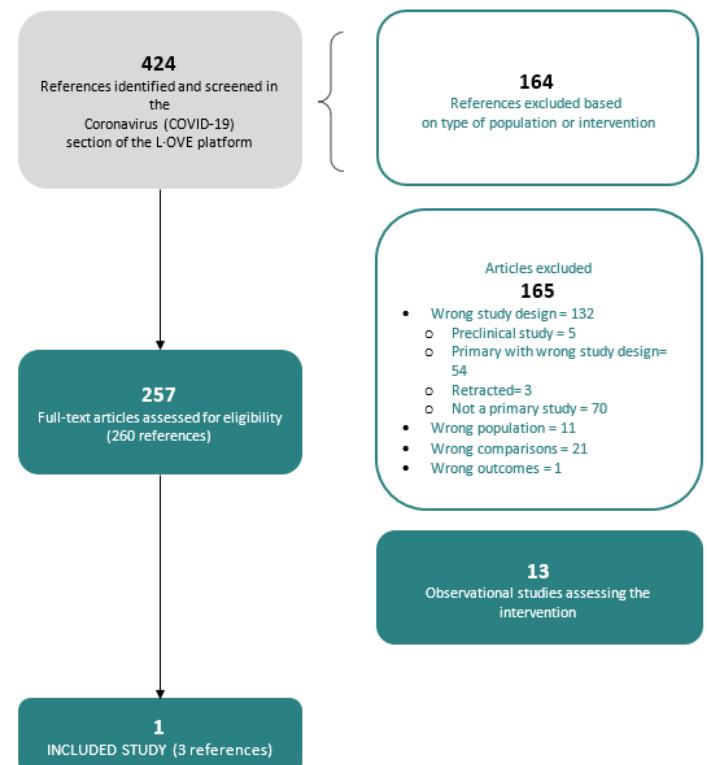 424
References identified and screened in
the
Coronavirus (COVID-19)
section of the L·OVE platform
164
References excluded based
on type of population or intervention
Articles excluded
165
• Wrong study design = 132
o Preclinical study = 5
o Primary with wrong study design=
54
o Retracted= 3
o Not a primary study = 70
• Wrong population = 11
• Wrong comparisons = 21
• Wrong outcomes = 1
257
Full-text articles assessed for eligibility
(260 references)
13
Observational studies assessing the
intervention
1
INCLUDED STUDY (3 references)